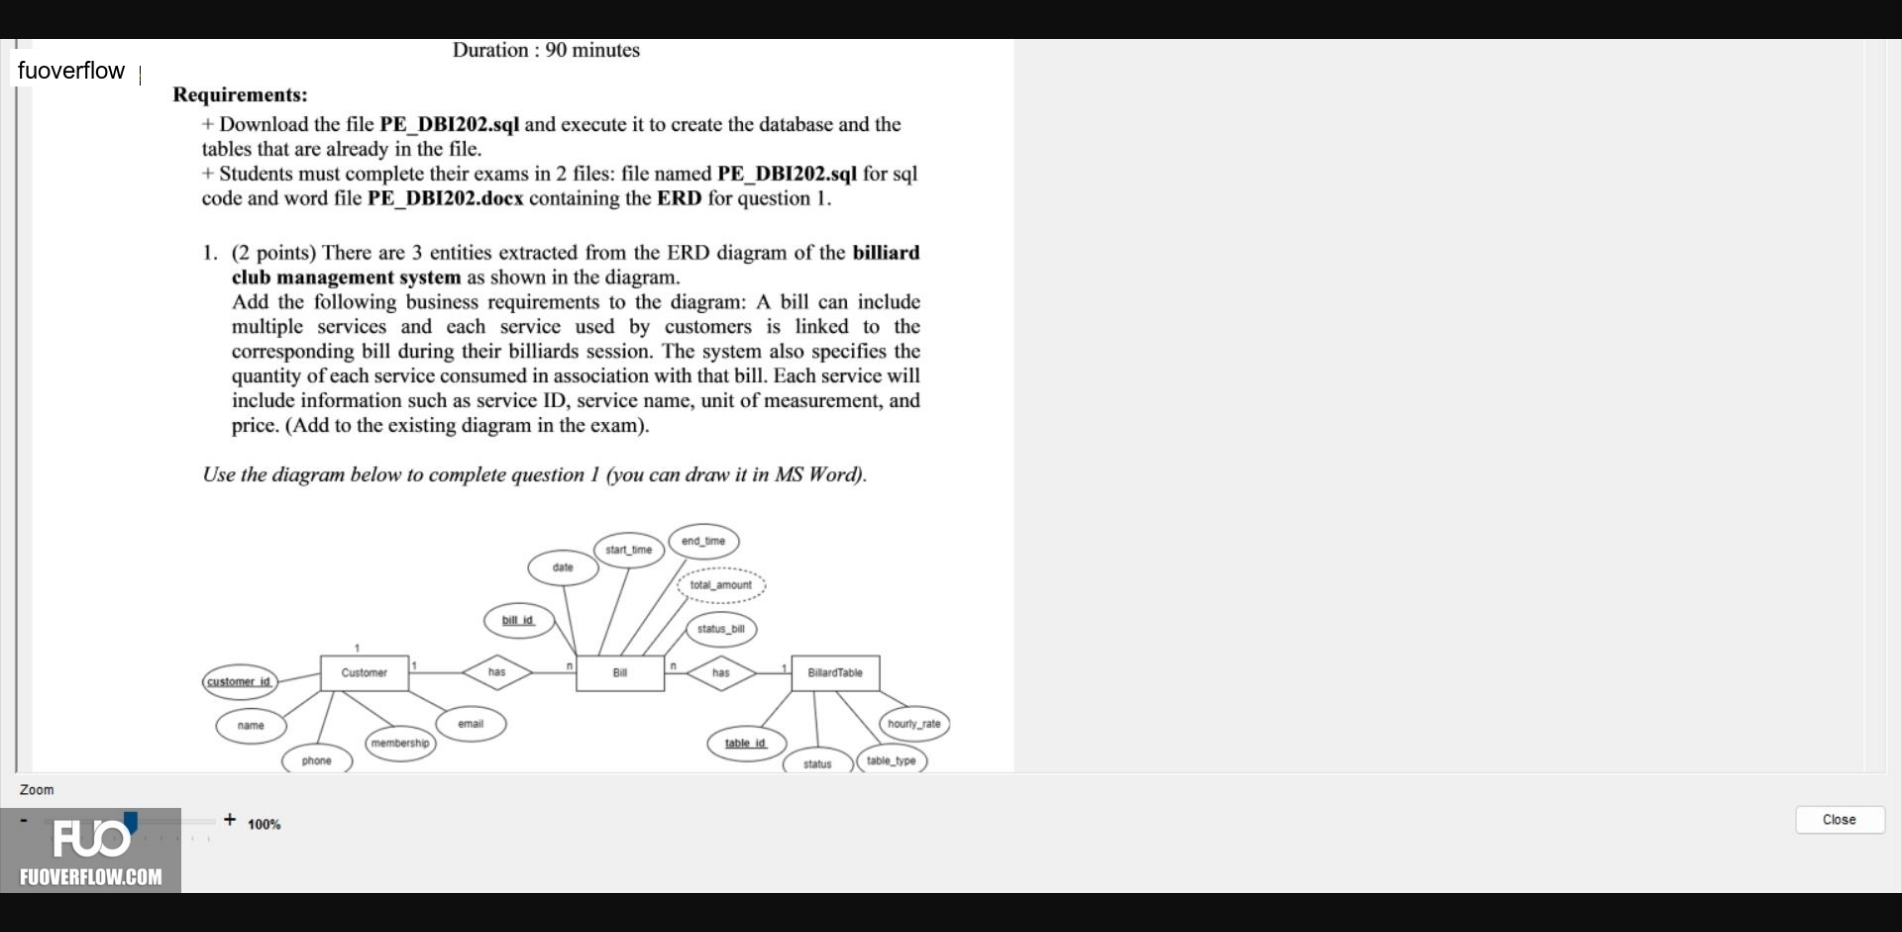 Duration : 90 minutes
fuoverflow
Requirements:
+ Download the file PE_DBI202.sql and execute it to create the database and the
tables that are already in the file.
+ Students must complete their exams in 2 files: file named PE_DBI202.sql for sql
code and word file PE_DBI202.docx containing the ERD for question 1.
1. (2 points) There are 3 entities extracted from the ERD diagram of the billiard
club management system as shown in the diagram.
Add the following business requirements to the diagram: A bill can include
multiple services and each service used by customers is linked to the
corresponding bill during their billiards session. The system also specifies the
quantity of each service consumed in association with that bill. Each service will
include information such as service ID, service name, unit of measurement, and
price. (Add to the existing diagram in the exam).
Use the diagram below to complete question 1 (you can draw it in MS Word).
end_time
start_time
date
total_amount
bill_id
status_bill
1
Customer 1 has n Bill n has 1 BillardTable
customer_id
name
email
hourly_rate
membership
table_id
phone
status
table_type
Zoom
- + 100%
Close
FUO
FUOVERFLOW.COM